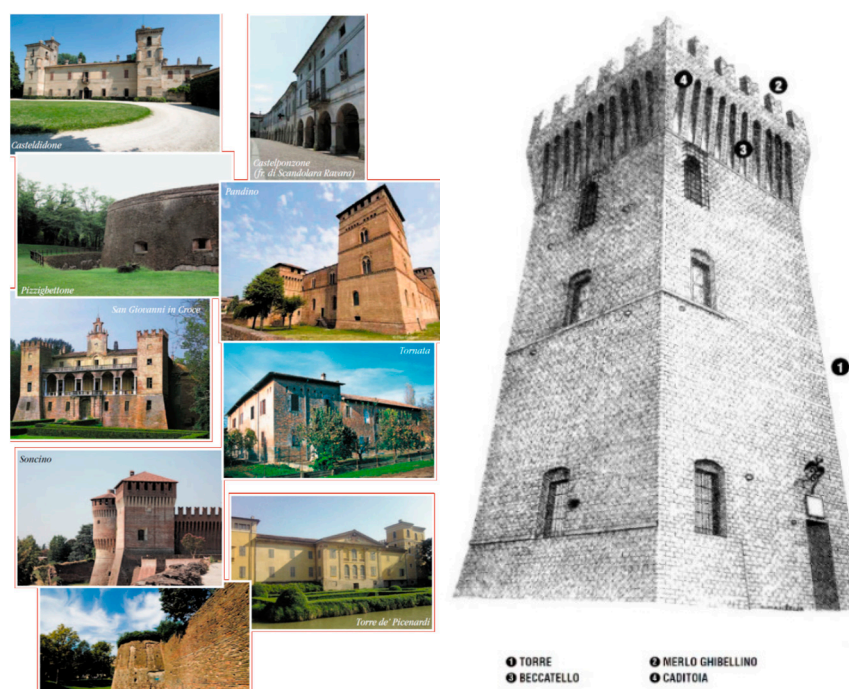 Casteldidone
Castelponzone
(fr. di Scandolara Ravara)
Pizzighettone
Pandino
San Giovanni in Croce
Tornata
Soncino
Torre de' Picenardi
4
2
3
1
1 TORRE
2 MERLO GHIBELLINO
3 BECCATELLO
4 CADITOIA